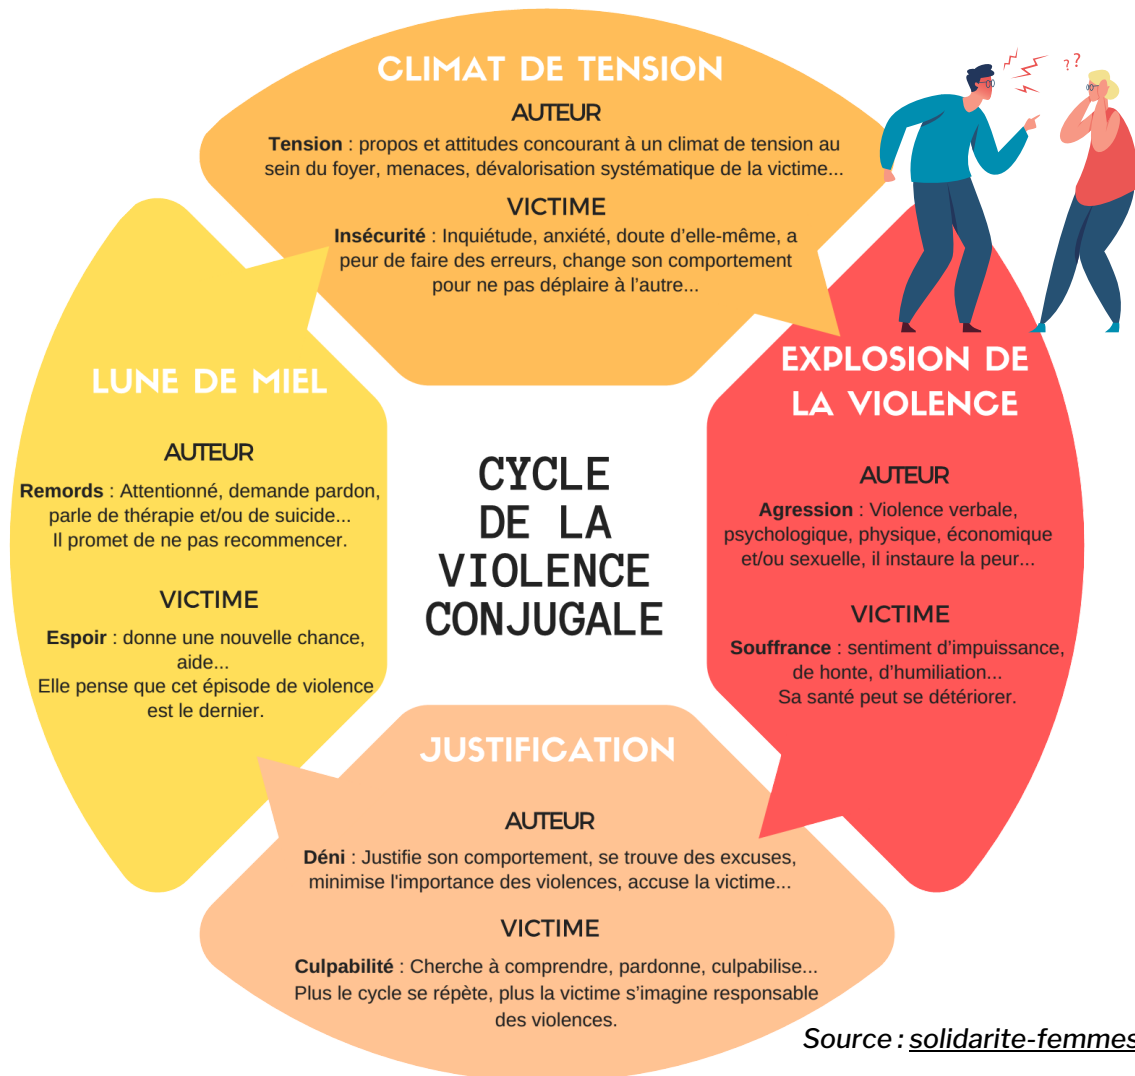 CLIMAT DE TENSION
AUTEUR
Tension : propos et attitudes concourant à un climat de tension au
sein du foyer, menaces, dévalorisation systématique de la victime...
VICTIME
Insécurité : Inquiétude, anxiété, doute d'elle-même, a
peur de faire des erreurs, change son comportement
pour ne pas déplaire à l'autre...
??
EXPLOSION DE
LA VIOLENCE
AUTEUR
Agression : Violence verbale,
psychologique, physique, économique
et/ou sexuelle, il instaure la peur...
VICTIME
Souffrance : sentiment d'impuissance,
de honte, d'humiliation...
Sa santé peut se détériorer.
JUSTIFICATION
AUTEUR
Déni : Justifie son comportement, se trouve des excuses,
minimise l'importance des violences, accuse la victime...
VICTIME
Culpabilité : Cherche à comprendre, pardonne, culpabilise...
Plus le cycle se répète, plus la victime s'imagine responsable
des violences.
LUNE DE MIEL
AUTEUR
Remords : Attentionné, demande pardon,
parle de thérapie et/ou de suicide...
Il promet de ne pas recommencer.
VICTIME
Espoir : donne une nouvelle chance,
aide...
Elle pense que cet épisode de violence
est le dernier.
CYCLE
DE LA
VIOLENCE
CONJUGALE
Source : solidarite-femmes